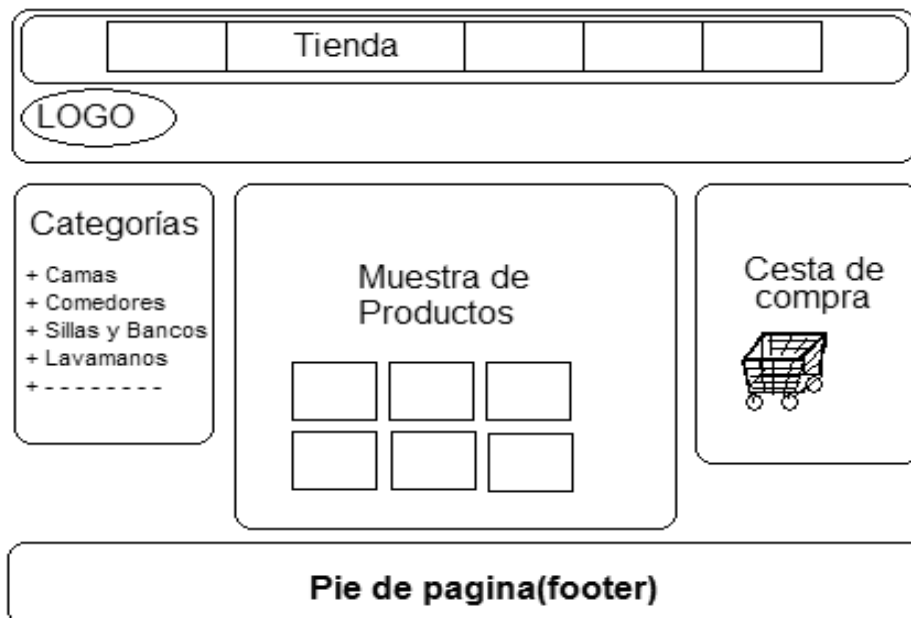 Tienda
LOGO
Categorías
+ Camas
+ Comedores
+ Sillas y Bancos
+ Lavamanos
+ - - - - - - - - -
Muestra de
Productos
Cesta de
compra
Pie de pagina(footer)